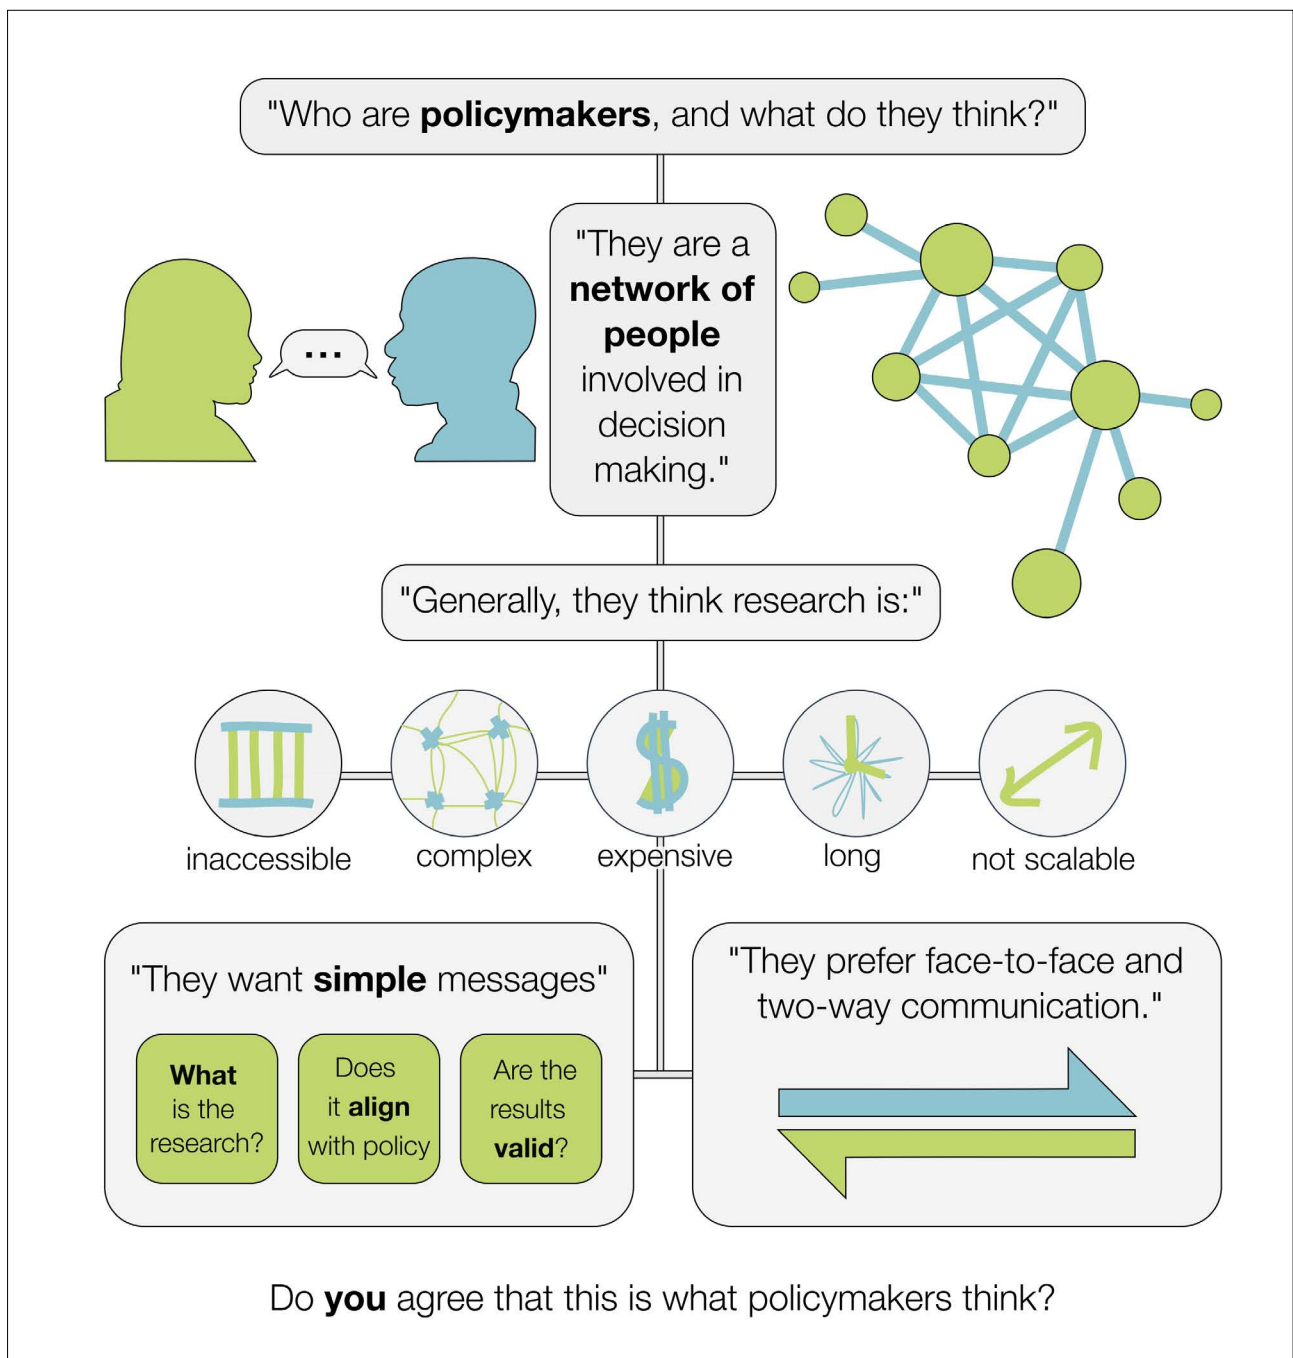 "Who are policymakers, and what do they think?"
...
"They are a
network of
people
involved in
decision
making."
"Generally, they think research is:"
$
inaccessible
complex
expensive
long
not scalable
"They want simple messages"
What
is the
research?
Does
it align
with policy
Are the
results
valid?
"They prefer face-to-face and
two-way communication."
Do you agree that this is what policymakers think?